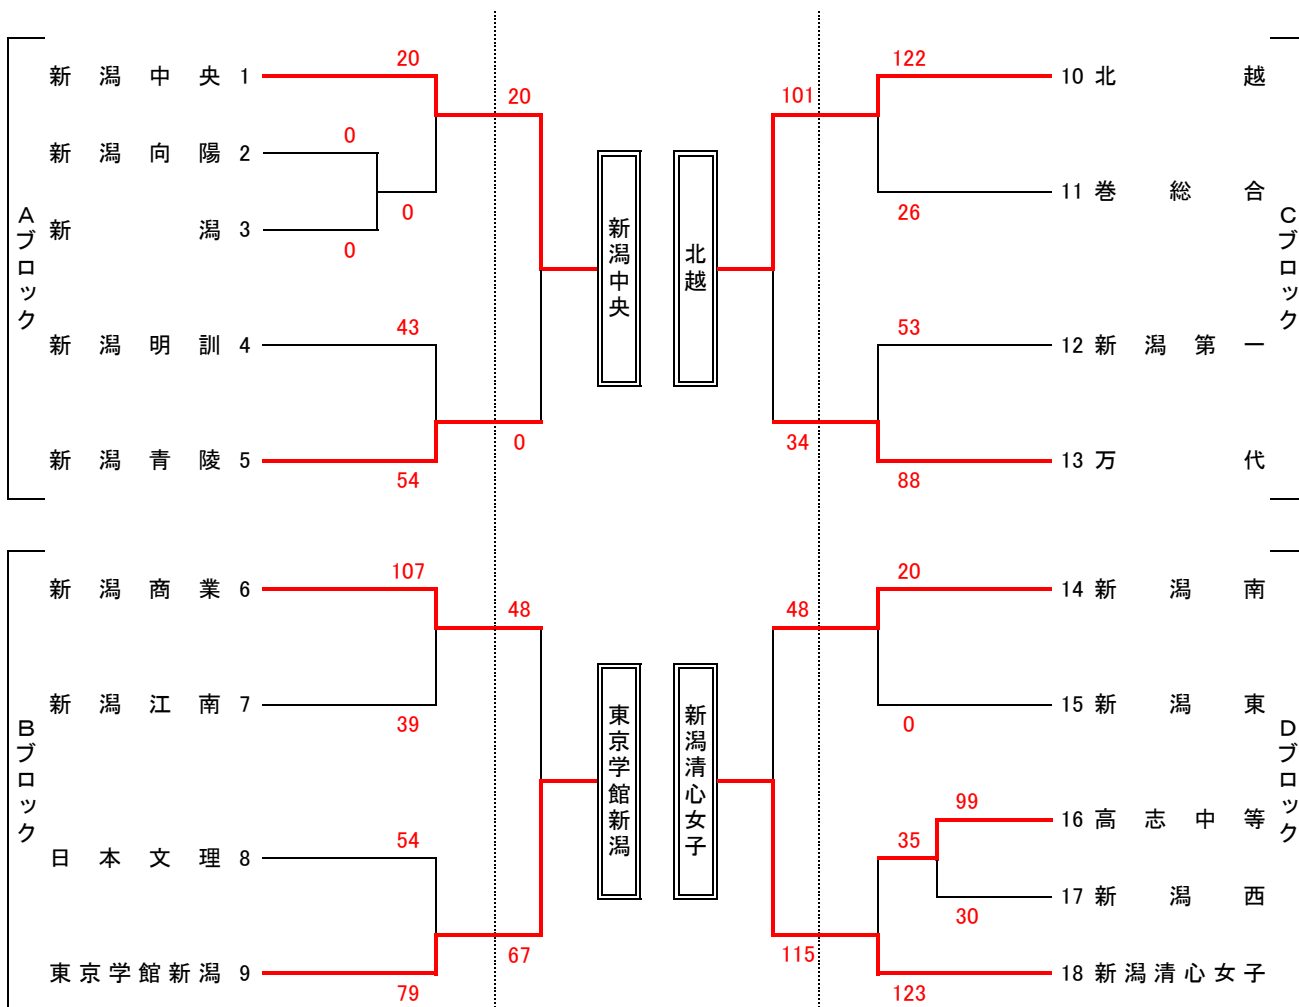 Aブロック
20
新潟中央 1
20
0
新潟向陽 2
0
新潟 3
0
43
新潟明訓 4
0
新潟青陵 5
54
新潟中央
北越
122
101
10 北越
11 巻総合
26
53
12 新潟第一
34
13 万代
88
Cブロック
Bブロック
107
新潟商業 6
48
新潟江南 7
39
54
日本文理 8
67
東京学館新潟 9
79
東京学館新潟
新潟清心女子
20
48
14 新潟南
15 新潟東
0
99
16 高志中等
35
17 新潟西
30
115
18 新潟清心女子
123
Dブロック